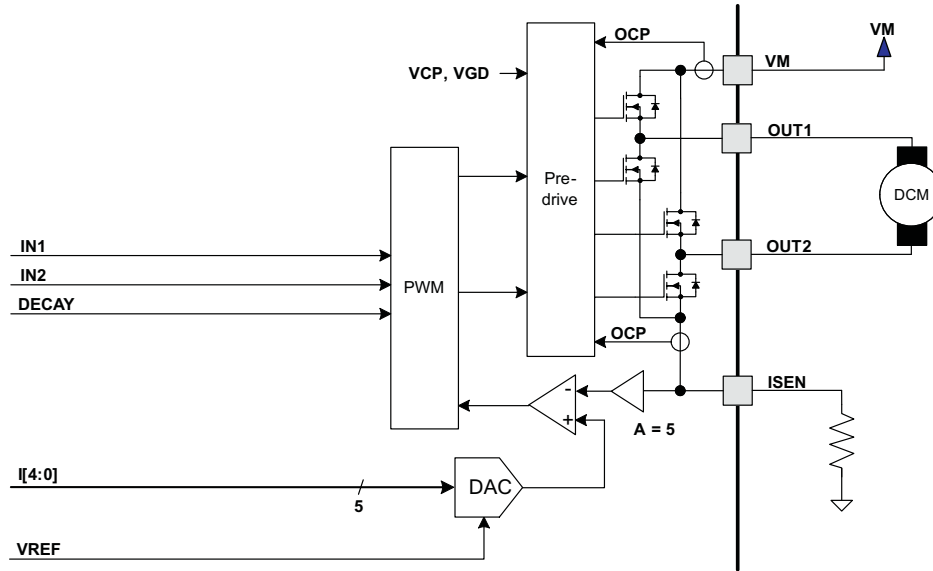 OCP
VM
VM
VCP, VGD
OUT1
Pre-
drive
DCM
IN1
OUT2
IN2
PWM
DECAY
OCP
ISEN
-
+
A = 5
I[4:0]
5
DAC
VREF